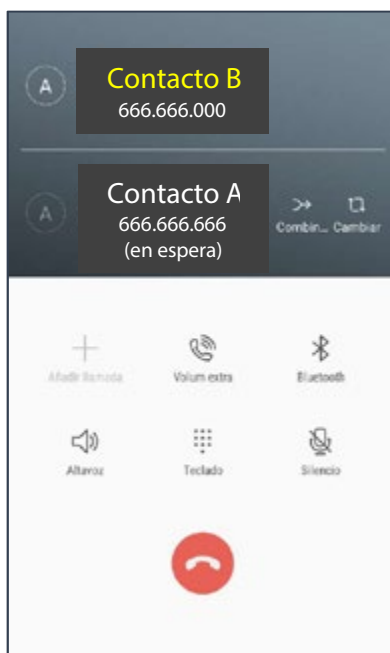 A
Contacto B
666.666.000
A
Contacto A
666.666.666
(en espera)
Combin... Cambiar
Añadir llamada
Volum extra
Bluetooth
Altavoz
Teclado
Silencio